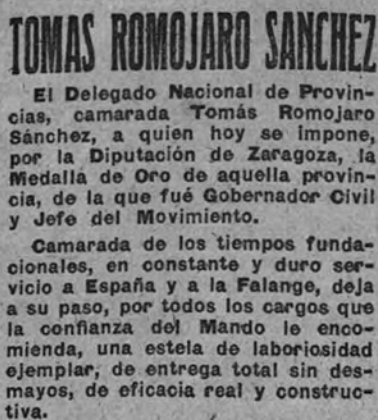 TOMAS ROMOJARO SANCHEZ
El Delegado Nacional de Provin-
cias, camarada Tomás Romojaro
Sánchez, a quien hoy se impone,
por la Diputación de Zaragoza, la
Medalla de Oro de aquella provin-
cia, de la que fué Gobernador Civil
y Jefe del Movimiento.
Camarada de los tiempos funda-
cionales, en constante y duro ser-
vicio a España y a la Falange, deja
a su paso, por todos los cargos que
la confianza del Mando le enco-
mienda, una estela de laboriosidad
ejemplar, de entrega total sin des-
mayos, de eficacia real y construc-
tiva.